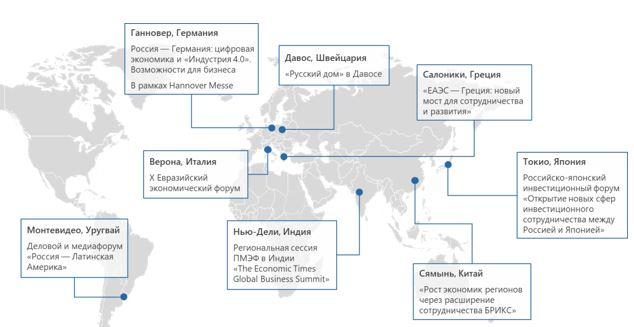 Ганновер, Германия
Россия — Германия: цифровая
экономика и «Индустрия 4.0».
Возможности для бизнеса
В рамках Hannover Messe
Давос, Швейцария
«Русский дом» в Давосе
Салоники, Греция
«ЕАЭС — Греция: новый
мост для сотрудничества
и развития»
Верона, Италия
X Евразийский
экономический форум
Токио, Япония
Российско-японский
инвестиционный форум
«Открытие новых сфер
инвестиционного
сотрудничества между
Россией и Японией»
Монтевидео, Уругвай
Деловой и медиафорум
«Россия — Латинская
Америка»
Нью-Дели, Индия
Региональная сессия
ПМЭФ в Индии
«The Economic Times
Global Business Summit»
Сямынь, Китай
«Рост экономик регионов
через расширение
сотрудничества БРИКС»